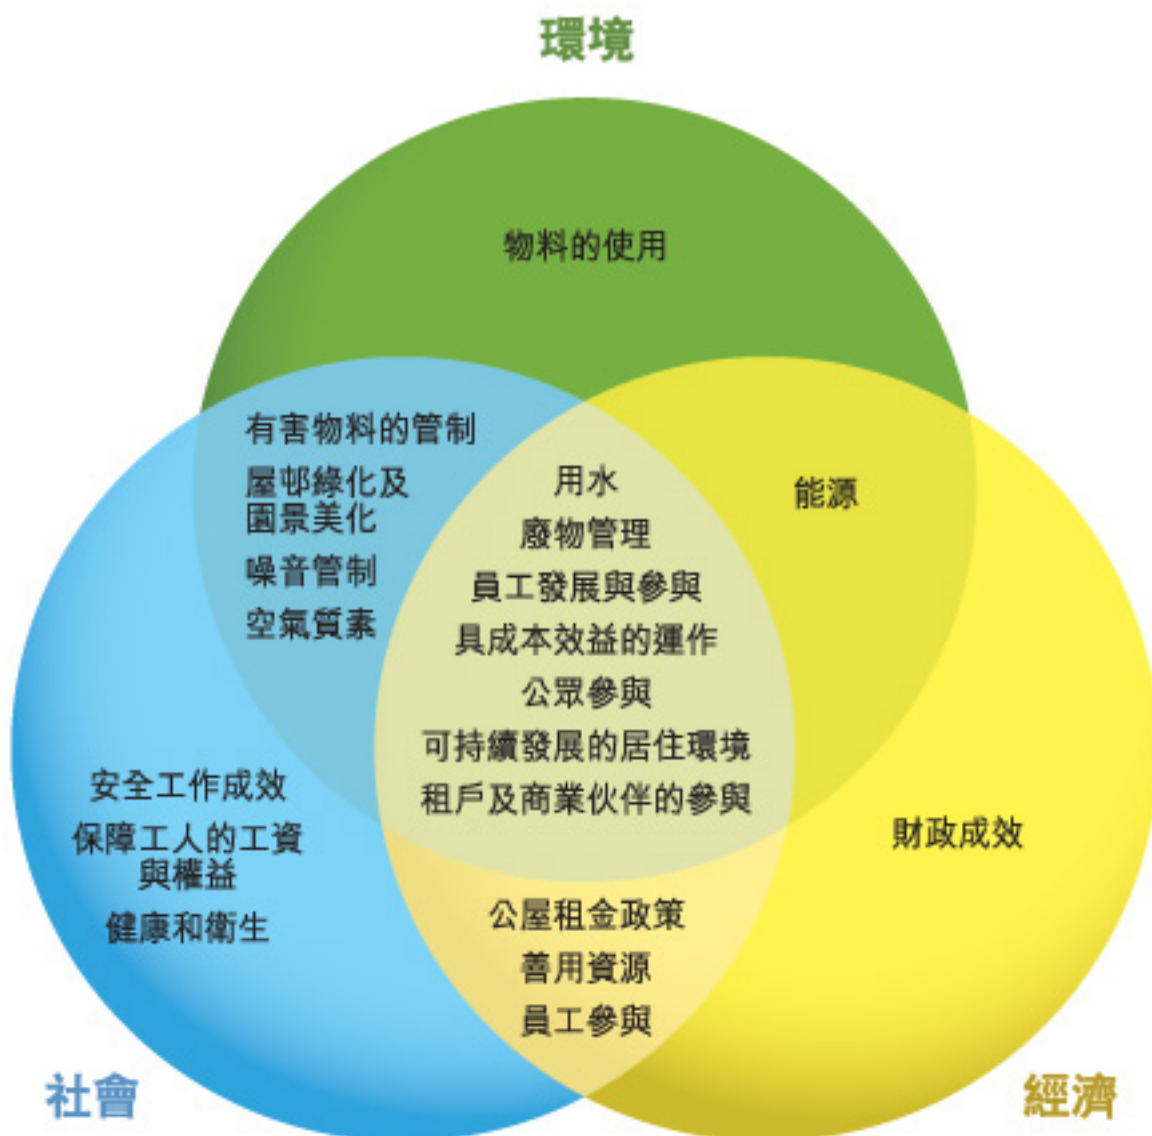 環境
物料的使用
有害物料的管制
屋邨綠化及
園景美化
噪音管制
空氣質素
用水
廢物管理
員工發展與參與
具成本效益的運作
公眾參與
可持續發展的居住環境
租戶及商業伙伴的參與
能源
安全工作成效
保障工人的工資
與權益
健康和衞生
財政成效
公屋租金政策
善用資源
員工參與
社會
經濟